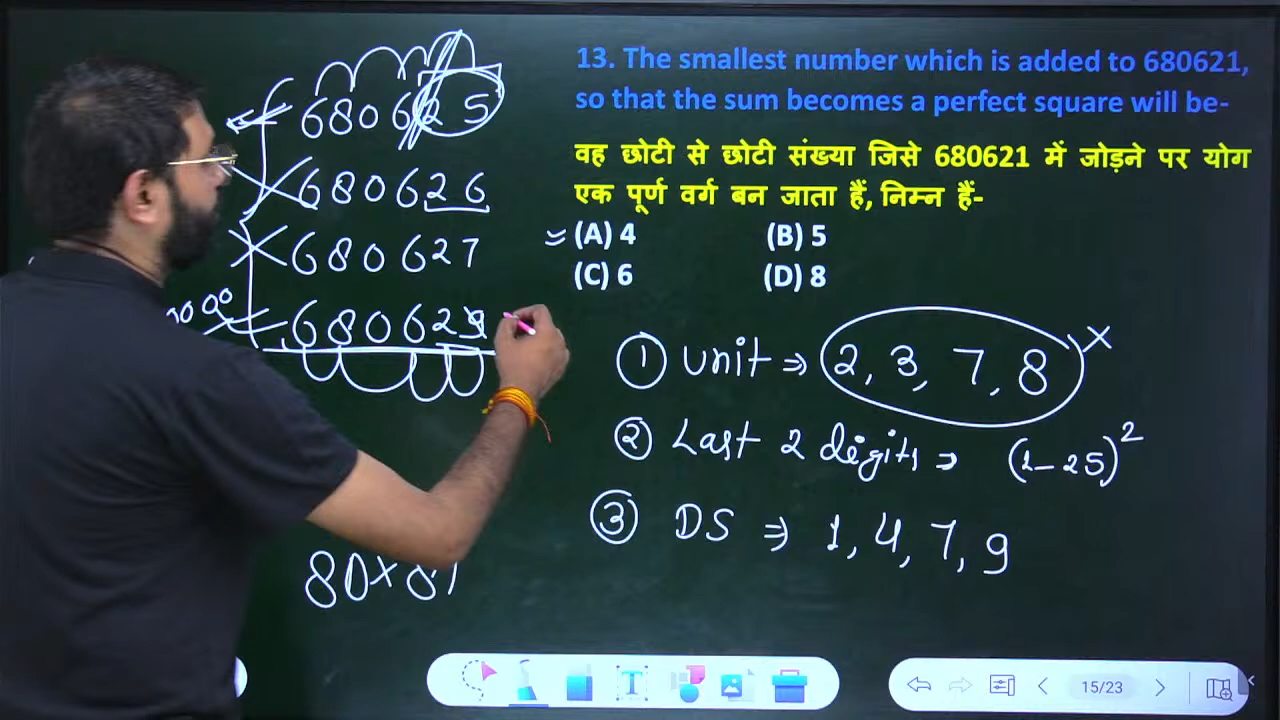 13. The smallest number which is added to 680621,
so that the sum becomes a perfect square will be-
वह छोटी से छोटी संख्या जिसे 680621 में जोड़ने पर योग
एक पूर्ण वर्ग बन जाता हैं, निम्न हैं-
(A) 4 (B) 5
(C) 6 (D) 8
680625
680626
680627
680629
80×81
① unit ⇒ 2, 3, 7, 8 ×
② Last 2 digits ⇒ (1-25)²
③ DS ⇒ 1, 4, 7, 9
T
15/23